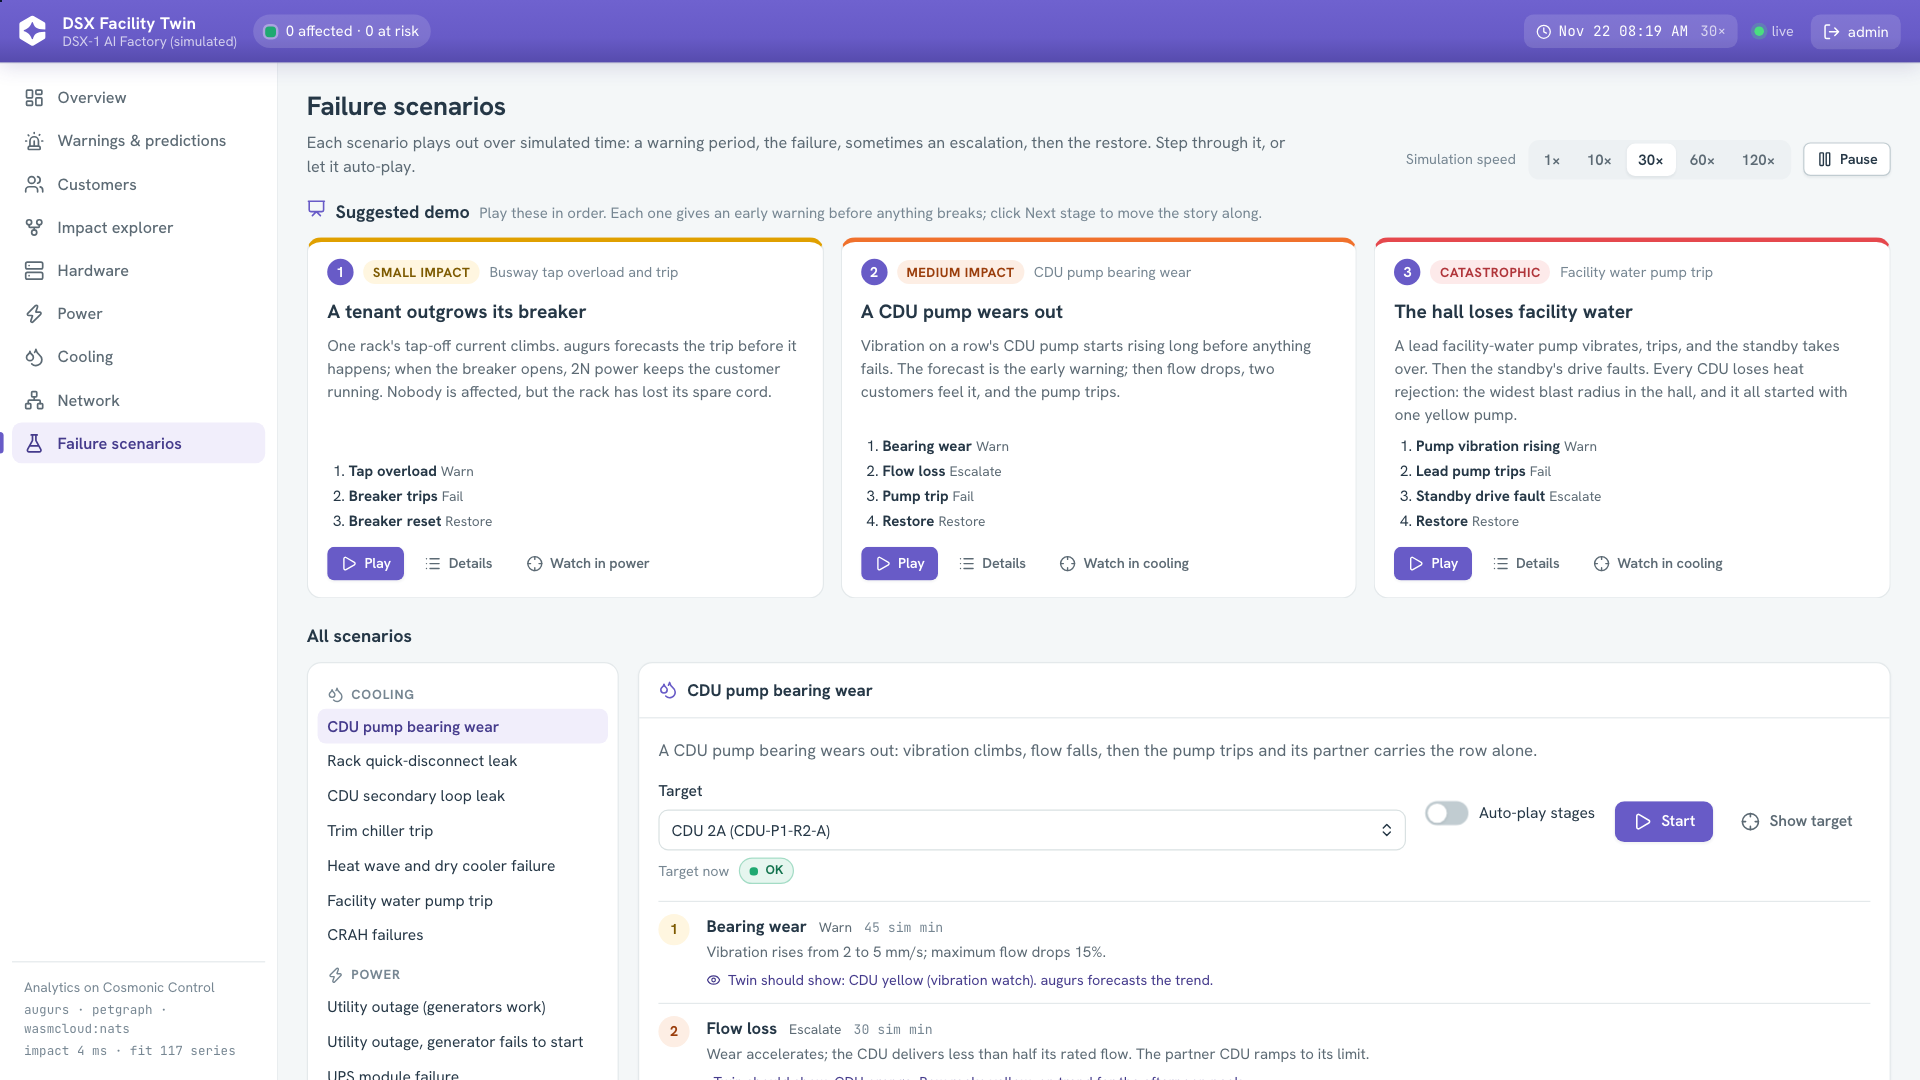 DSX Facility Twin
DSX-1 AI Factory (simulated)
0 affected · 0 at risk
Nov 22 08:19 AM 30×
live
admin
Overview
Warnings & predictions
Customers
Impact explorer
Hardware
Power
Cooling
Network
Failure scenarios
Analytics on Cosmonic Control
augurs · petgraph ·
wasmcloud:nats
impact 4 ms · fit 117 series
Failure scenarios
Each scenario plays out over simulated time: a warning period, the failure, sometimes an escalation, then the restore. Step through it, or
let it auto-play.
Simulation speed 1× 10× 30× 60× 120× Pause
Suggested demo Play these in order. Each one gives an early warning before anything breaks; click Next stage to move the story along.
1 SMALL IMPACT Busway tap overload and trip
A tenant outgrows its breaker
One rack's tap-off current climbs. augurs forecasts the trip before it
happens; when the breaker opens, 2N power keeps the customer
running. Nobody is affected, but the rack has lost its spare cord.
1. Tap overload Warn
2. Breaker trips Fail
3. Breaker reset Restore
Play Details Watch in power
2 MEDIUM IMPACT CDU pump bearing wear
A CDU pump wears out
Vibration on a row's CDU pump starts rising long before anything
fails. The forecast is the early warning; then flow drops, two
customers feel it, and the pump trips.
1. Bearing wear Warn
2. Flow loss Escalate
3. Pump trip Fail
4. Restore Restore
Play Details Watch in cooling
3 CATASTROPHIC Facility water pump trip
The hall loses facility water
A lead facility-water pump vibrates, trips, and the standby takes
over. Then the standby's drive faults. Every CDU loses heat
rejection: the widest blast radius in the hall, and it all started with
one yellow pump.
1. Pump vibration rising Warn
2. Lead pump trips Fail
3. Standby drive fault Escalate
4. Restore Restore
Play Details Watch in cooling
All scenarios
COOLING
CDU pump bearing wear
Rack quick-disconnect leak
CDU secondary loop leak
Trim chiller trip
Heat wave and dry cooler failure
Facility water pump trip
CRAH failures
POWER
Utility outage (generators work)
Utility outage, generator fails to start
UPS module failure
CDU pump bearing wear
A CDU pump bearing wears out: vibration climbs, flow falls, then the pump trips and its partner carries the row alone.
Target
CDU 2A (CDU-P1-R2-A)
Auto-play stages
Start
Show target
Target now OK
1 Bearing wear Warn 45 sim min
Vibration rises from 2 to 5 mm/s; maximum flow drops 15%.
Twin should show: CDU yellow (vibration watch). augurs forecasts the trend.
2 Flow loss Escalate 30 sim min
Wear accelerates; the CDU delivers less than half its rated flow. The partner CDU ramps to its limit.